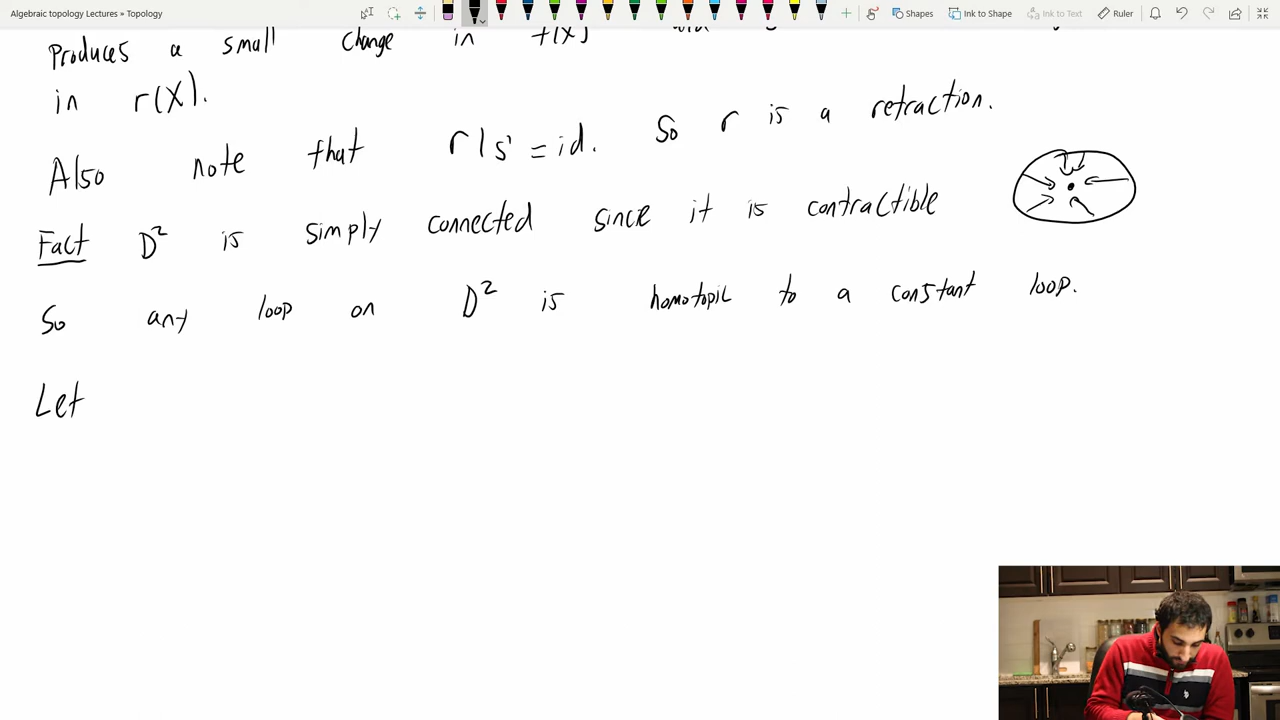 Algebraic topology Lectures » Topology
Shapes Ink to Shape Ink to Text Ruler
Produces a small change in f(x)
in r(x).
Also note that r|s' = id. So r is a retraction.
Fact D² is simply connected since it is contractible
So any loop on D² is homotopic to a constant loop.
Let